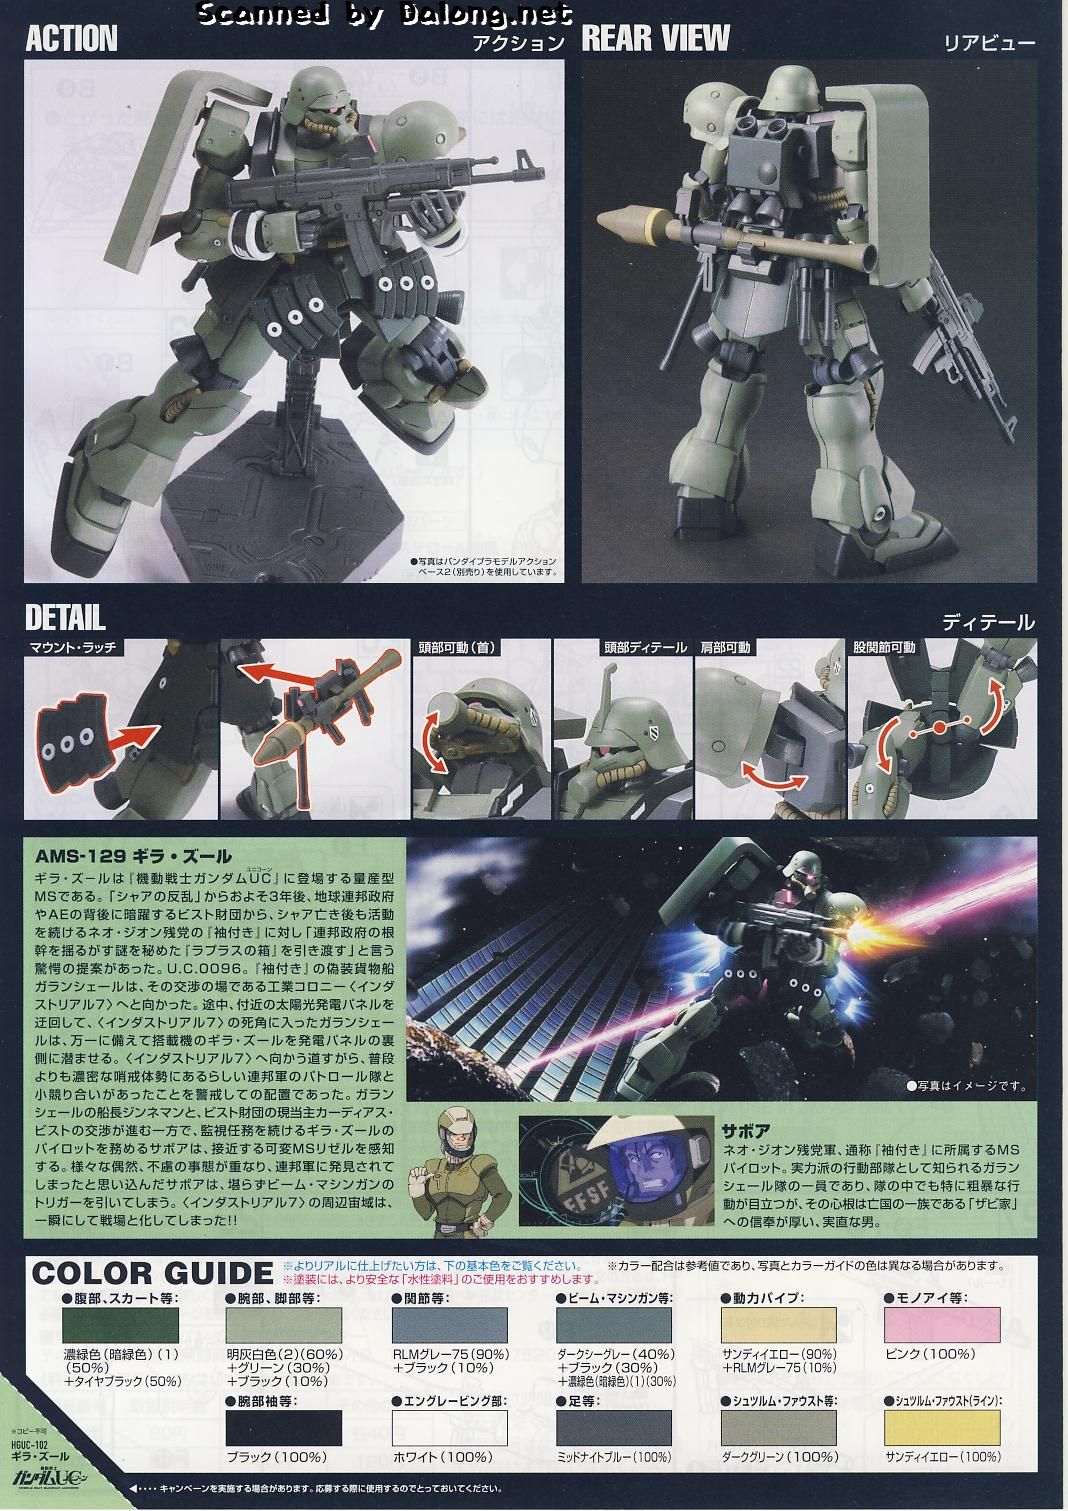 Scanned by Dalong.net
ACTION
アクション
REAR VIEW
リアビュー
●写真はバンダイプラモデルアクション
ベース2(別売り)を使用しています。
DETAIL
ディテール
マウント・ラッチ
頭部可動(首)
頭部ディテール
肩部可動
股関節可動
AMS-129 ギラ・ズール
ユニコーン
ギラ・ズールは『機動戦士ガンダムUC』に登場する量産型
MSである。「シャアの反乱」からおよそ3年後、地球連邦政府
やAEの背後に暗躍するビスト財団から、シャア亡き後も活動
を続けるネオ・ジオン残党の『袖付き』に対し「連邦政府の根
幹を揺るがす謎を秘めた『ラプラスの箱』を引き渡す」と言う
驚愕の提案があった。U.C.0096。『袖付き』の偽装貨物船
ガランシェールは、その交渉の場である工業コロニー〈インダ
ストリアル7〉へと向かった。途中、付近の太陽光発電パネルを
迂回して、〈インダストリアル7〉の死角に入ったガランシェー
ルは、万一に備えて搭載機のギラ・ズールを発電パネルの裏
側に潜ませる。〈インダストリアル7〉へ向かう道すがら、普段
よりも濃密な哨戒体勢にあるらしい連邦軍のパトロール隊と
小競り合いがあったことを警戒しての配置であった。ガラン
シェールの船長ジンネマンと、ビスト財団の現当主カーディアス・
ビストの交渉が進む一方で、監視任務を続けるギラ・ズールの
パイロットを務めるサボアは、接近する可変MSリゼルを感知
する。様々な偶然、不慮の事態が重なり、連邦軍に発見されて
しまったと思い込んだサボアは、堪らずビーム・マシンガンの
トリガーを引いてしまう。〈インダストリアル7〉の周辺宙域は、
一瞬にして戦場と化してしまった!!
●写真はイメージです。
EFSF
サボア
ネオ・ジオン残党軍、通称『袖付き』に所属するMS
パイロット。実力派の行動部隊として知られるガラン
シェール隊の一員であり、隊の中でも特に粗暴な行
動が目立つが、その心根は亡国の一族である「ザビ家」
への信奉が厚い、実直な男。
COLOR GUIDE
※よりリアルに仕上げたい方は、下の基本色をご覧ください。
※塗装には、より安全な「水性塗料」のご使用をおすすめします。
※カラー配合は参考値であり、写真とカラーガイドの色は異なる場合があります。
●腹部、スカート等:
濃緑色(暗緑色)(1)
(50%)
+タイヤブラック(50%)
●腕部、脚部等:
明灰白色(2)(60%)
+グリーン(30%)
+ブラック(10%)
●関節等:
RLMグレー75(90%)
+ブラック(10%)
●ビーム・マシンガン等:
ダークシーグレー(40%)
+ブラック(30%)
+濃緑色(暗緑色)(1)(30%)
●動力パイプ:
サンディイエロー(90%)
+RLMグレー75(10%)
●モノアイ等:
ピンク(100%)
●腕部袖等:
ブラック(100%)
●エングレービング部:
ホワイト(100%)
●足等:
ミッドナイトブルー(100%)
●シュツルム・ファウスト等:
ダークグリーン(100%)
●シュツルム・ファウスト(ライン):
サンディイエロー(100%)
※コピー不可
HGUC-102
ギラ・ズール
機動戦士
ガンダムUC
◀‥‥キャンペーンを実施する場合があります。応募する際に使用するのでとっておいてください。